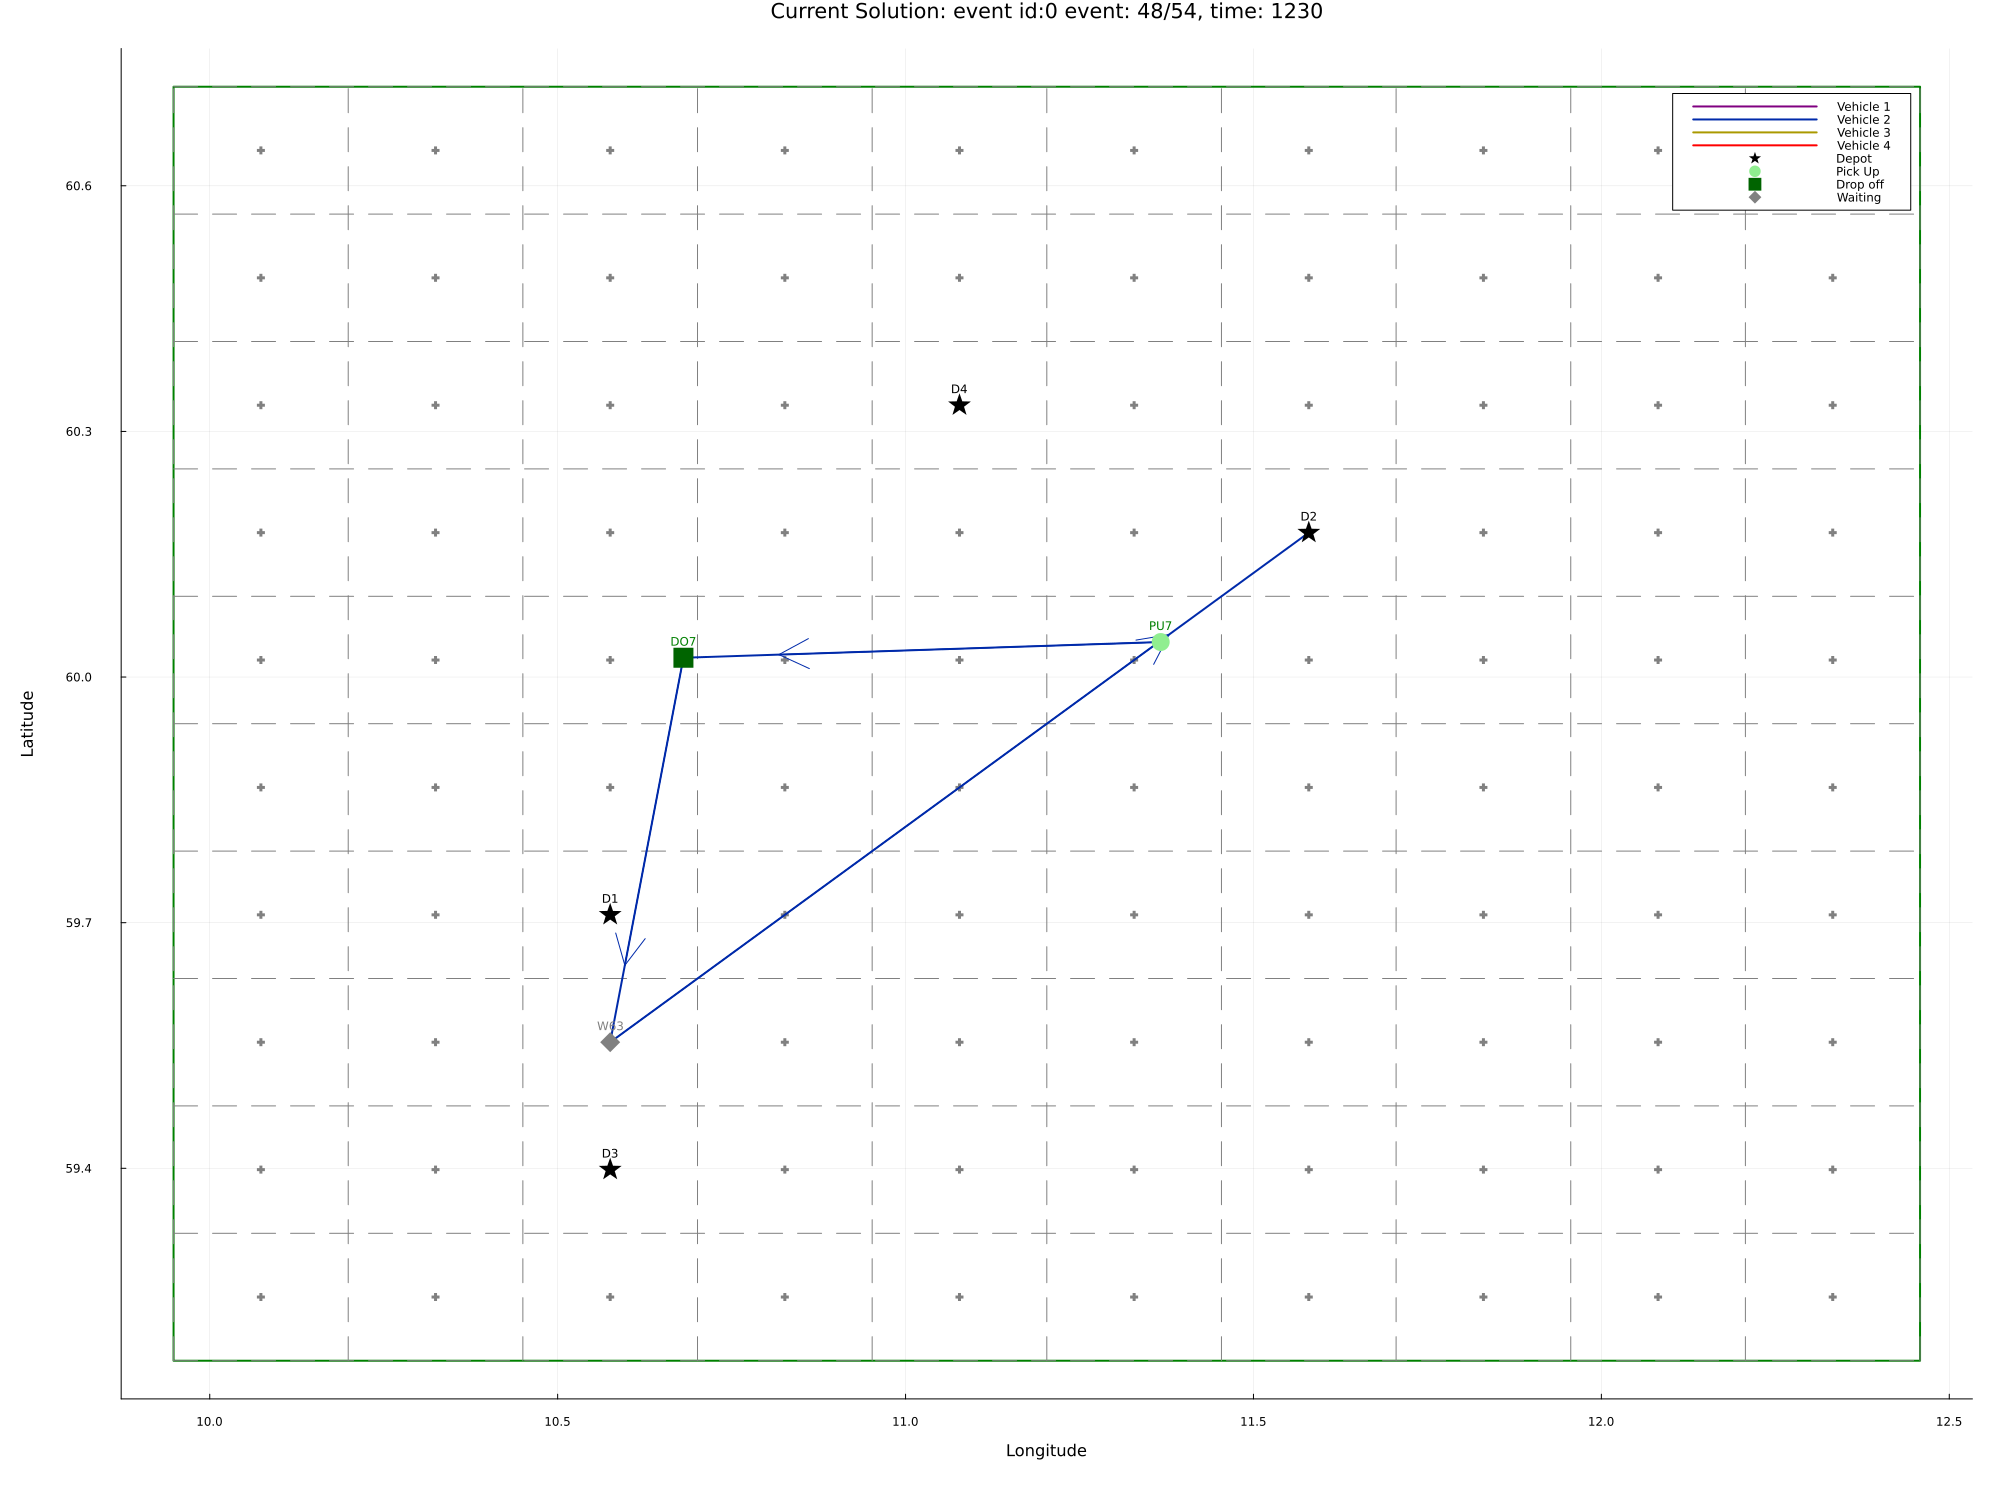 Current Solution: event id:0 event: 48/54, time: 1230
Vehicle 1
Vehicle 2
Vehicle 3
Vehicle 4
Depot
Pick Up
Drop off
Waiting
60.6
D4
60.3
D2
PU7
DO7
60.0
Latitude
D1
59.7
W63
D3
59.4
10.0
10.5
11.0
11.5
12.0
12.5
Longitude